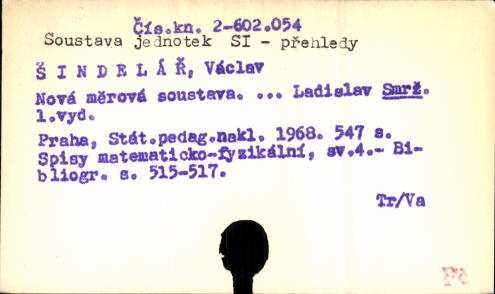 Čís.kn. 2-602.054
Soustava jednotek SI - přehledy
Š I N D E L Á Ř, Václav
Nová měrová soustava. ... Ladislav Smrž.
1.vyd.
Praha, Stát.pedag.nakl. 1968. 547 s.
Spisy matematicko-fyzikální, sv.4.- Bi-
bliogr. s. 515-517.
Tr/Va